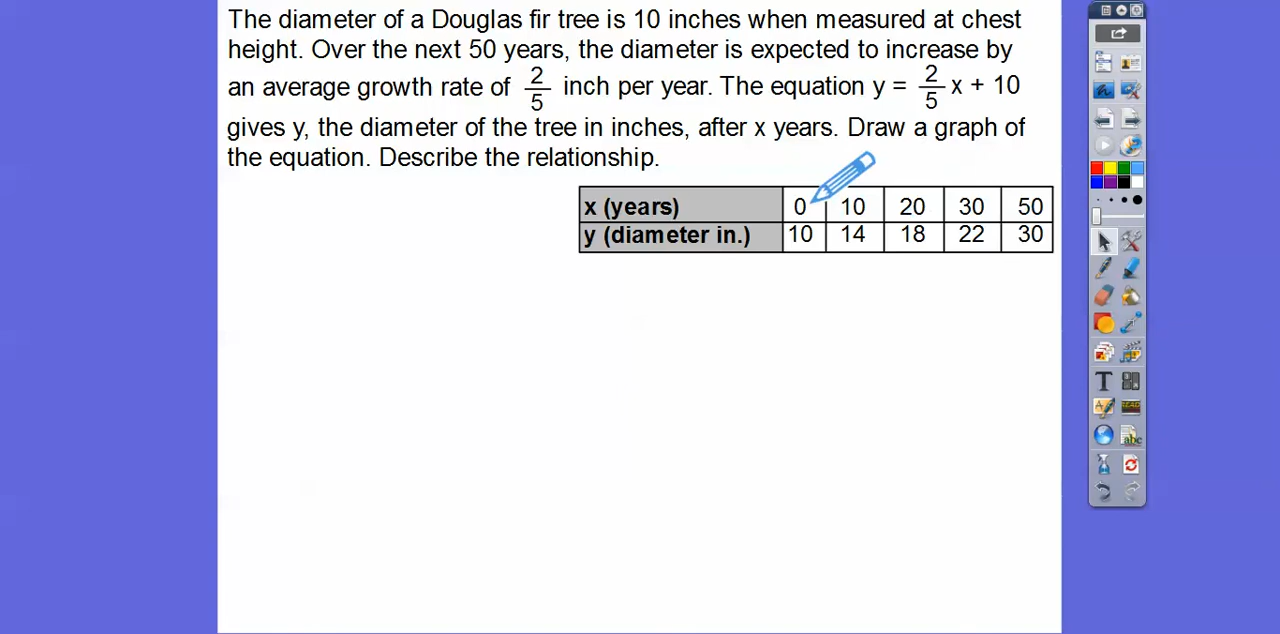 The diameter of a Douglas fir tree is 10 inches when measured at chest
height. Over the next 50 years, the diameter is expected to increase by
an average growth rate of 2/5 inch per year. The equation y = 2/5 x + 10
gives y, the diameter of the tree in inches, after x years. Draw a graph of
the equation. Describe the relationship.
x (years) 0 10 20 30 50
y (diameter in.) 10 14 18 22 30